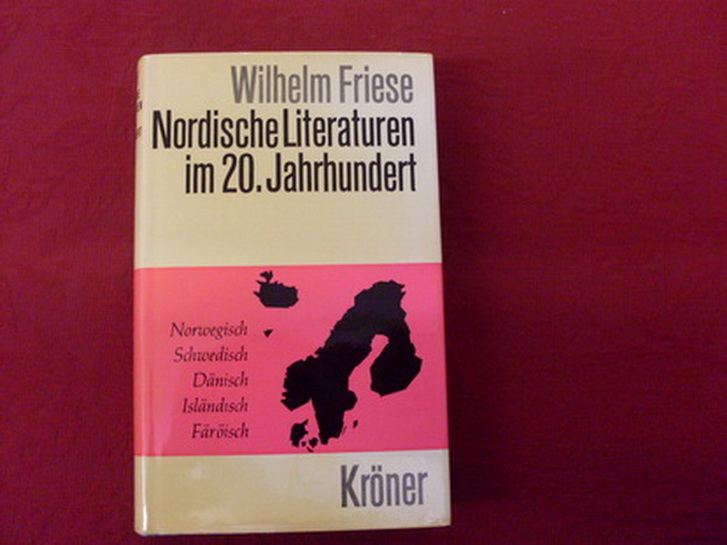 Wilhelm Friese
Nordische Literaturen
im 20. Jahrhundert
Norwegisch
Schwedisch
Dänisch
Isländisch
Färöisch
Kröner